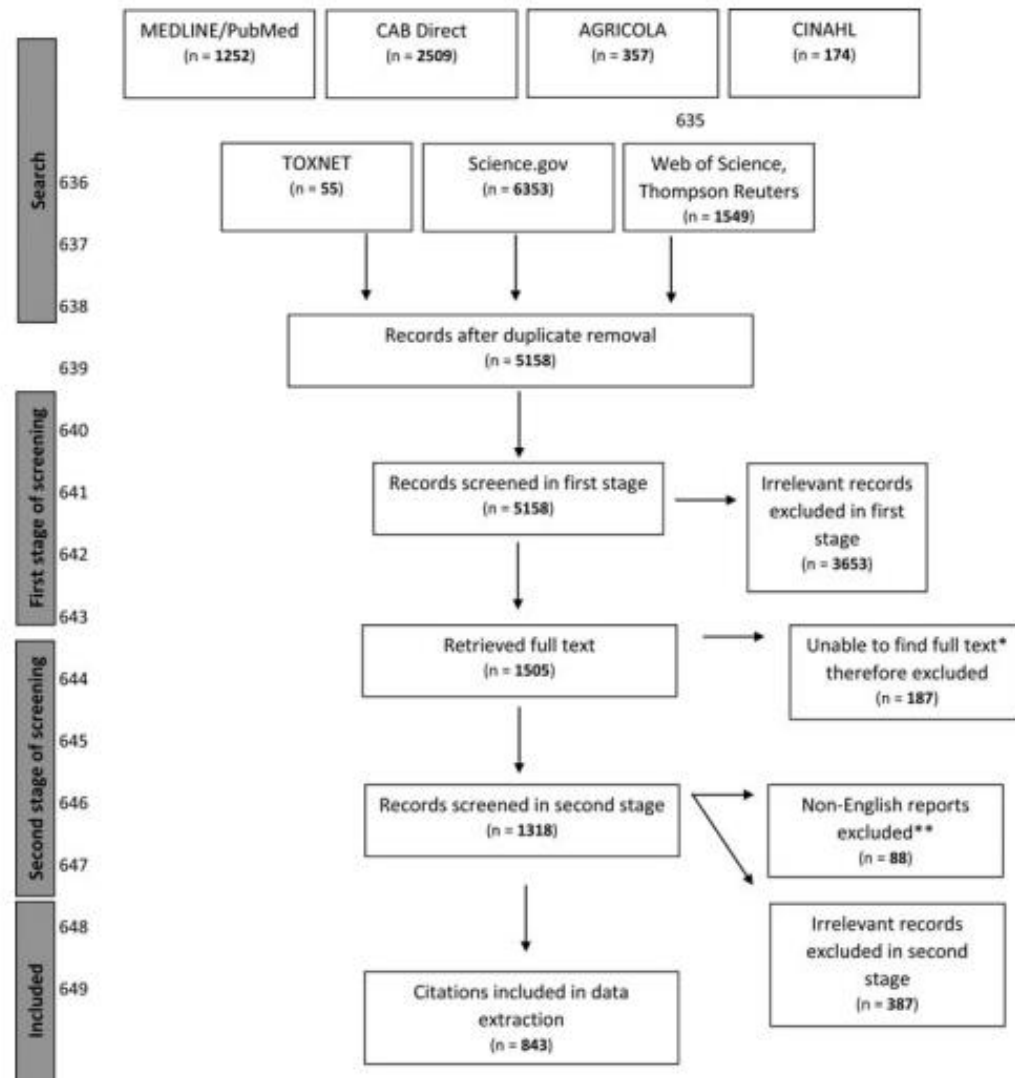 MEDLINE/PubMed
(n = 1252)
CAB Direct
(n = 2509)
AGRICOLA
(n = 357)
CINAHL
(n = 174)
635
Search
TOXNET
(n = 55)
Science.gov
(n = 6353)
Web of Science,
Thompson Reuters
(n = 1549)
636
637
638
Records after duplicate removal
(n = 5158)
639
First stage of screening
640
641
642
643
Records screened in first stage
(n = 5158)
Irrelevant records
excluded in first
stage
(n = 3653)
Second stage of screening
Retrieved full text
(n = 1505)
Unable to find full text*
therefore excluded
(n = 187)
644
645
646
647
Records screened in second stage
(n = 1318)
Non-English reports
excluded**
(n = 88)
Included
648
649
Irrelevant records
excluded in second
stage
(n = 387)
Citations included in data
extraction
(n = 843)